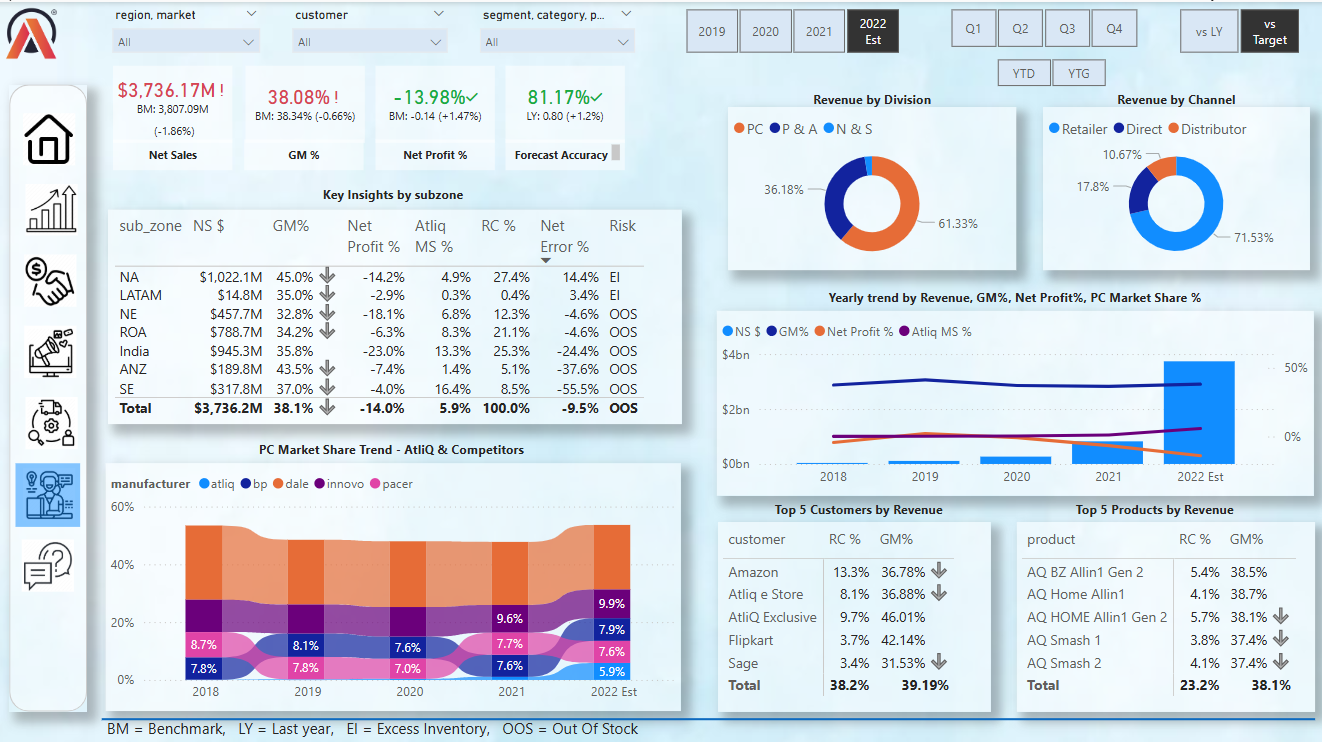 region, market
customer
segment, category, p...
All
All
All
2019
2020
2021
2022
Est
Q1
Q2
Q3
Q4
YTD
YTG
vs LY
vs
Target
$3,736.17M !
BM: 3,807.09M
(-1.86%)
Net Sales
38.08% !
BM: 38.34% (-0.66%)
GM %
-13.98%✓
BM: -0.14 (+1.47%)
Net Profit %
81.17%✓
LY: 0.80 (+1.2%)
Forecast Accuracy
Revenue by Division
PC P & A N & S
36.18%
61.33%
Revenue by Channel
Retailer Direct Distributor
10.67%
17.8%
71.53%
Key Insights by subzone
sub_zone NS $ GM% Net Profit % Atliq MS % RC % Net Error % Risk
NA $1,022.1M 45.0% -14.2% 4.9% 27.4% 14.4% EI
LATAM $14.8M 35.0% -2.9% 0.3% 0.4% 3.4% EI
NE $457.7M 32.8% -18.1% 6.8% 12.3% -4.6% OOS
ROA $788.7M 34.2% -6.3% 8.3% 21.1% -4.6% OOS
India $945.3M 35.8% -23.0% 13.3% 25.3% -24.4% OOS
ANZ $189.8M 43.5% -7.4% 1.4% 5.1% -37.6% OOS
SE $317.8M 37.0% -4.0% 16.4% 8.5% -55.5% OOS
Total $3,736.2M 38.1% -14.0% 5.9% 100.0% -9.5% OOS
Yearly trend by Revenue, GM%, Net Profit%, PC Market Share %
NS $ GM% Net Profit % Atliq MS %
$4bn
$2bn
$0bn
50%
0%
2018 2019 2020 2021 2022 Est
PC Market Share Trend - AtliQ & Competitors
manufacturer atliq bp dale innovo pacer
60%
40%
20%
0%
8.7%
7.8%
8.1%
7.8%
7.6%
7.0%
9.6%
7.7%
7.6%
9.9%
7.9%
7.6%
5.9%
2018 2019 2020 2021 2022 Est
Top 5 Customers by Revenue
customer RC % GM%
Amazon 13.3% 36.78%
Atliq e Store 8.1% 36.88%
AtliQ Exclusive 9.7% 46.01%
Flipkart 3.7% 42.14%
Sage 3.4% 31.53%
Total 38.2% 39.19%
Top 5 Products by Revenue
product RC % GM%
AQ BZ Allin1 Gen 2 5.4% 38.5%
AQ Home Allin1 4.1% 38.7%
AQ HOME Allin1 Gen 2 5.7% 38.1%
AQ Smash 1 3.8% 37.4%
AQ Smash 2 4.1% 37.4%
Total 23.2% 38.1%
BM = Benchmark, LY = Last year, EI = Excess Inventory, OOS = Out Of Stock